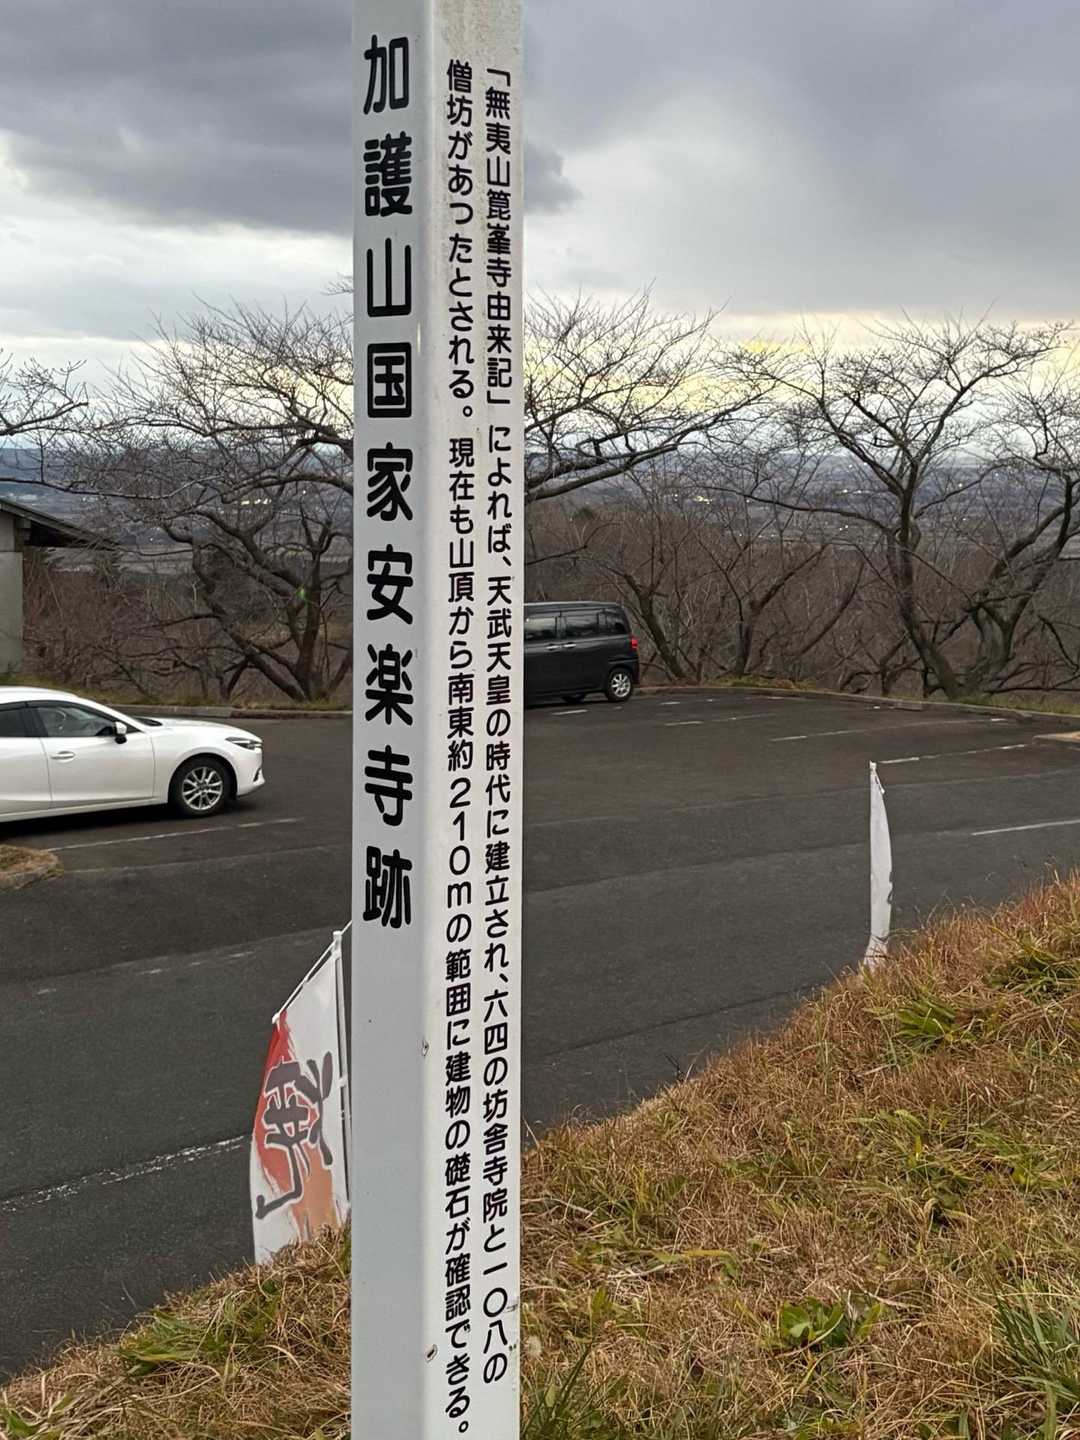 加護山国家安楽寺跡
「無夷山箆峯寺由来記」によれば、天武天皇の時代に建立され、六四の坊舎寺院と一〇八の
僧坊があったとされる。現在も山頂から南東約210mの範囲に建物の礎石が確認できる。